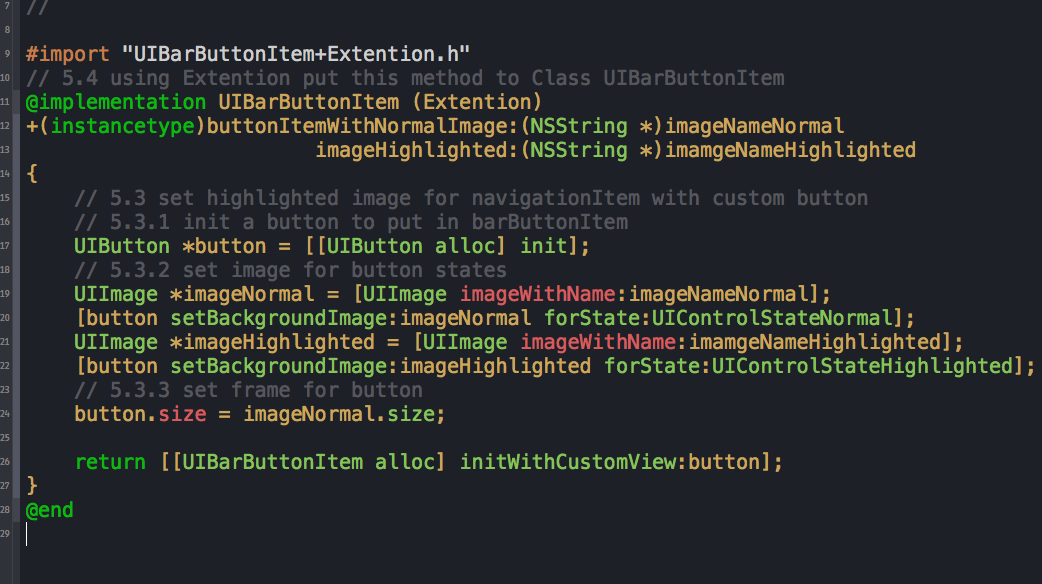 7 //
8
9 #import "UIBarButtonItem+Extention.h"
10 // 5.4 using Extention put this method to Class UIBarButtonItem
11 @implementation UIBarButtonItem (Extention)
12 +(instancetype)buttonItemWithNormalImage:(NSString *)imageNameNormal
13 imageHighlighted:(NSString *)imamgeNameHighlighted
14 {
15 // 5.3 set highlighted image for navigationItem with custom button
16 // 5.3.1 init a button to put in barButtonItem
17 UIButton *button = [[UIButton alloc] init];
18 // 5.3.2 set image for button states
19 UIImage *imageNormal = [UIImage imageWithName:imageNameNormal];
20 [button setBackgroundImage:imageNormal forState:UIControlStateNormal];
21 UIImage *imageHighlighted = [UIImage imageWithName:imamgeNameHighlighted];
22 [button setBackgroundImage:imageHighlighted forState:UIControlStateHighlighted];
23 // 5.3.3 set frame for button
24 button.size = imageNormal.size;
25
26 return [[UIBarButtonItem alloc] initWithCustomView:button];
27 }
28 @end
29